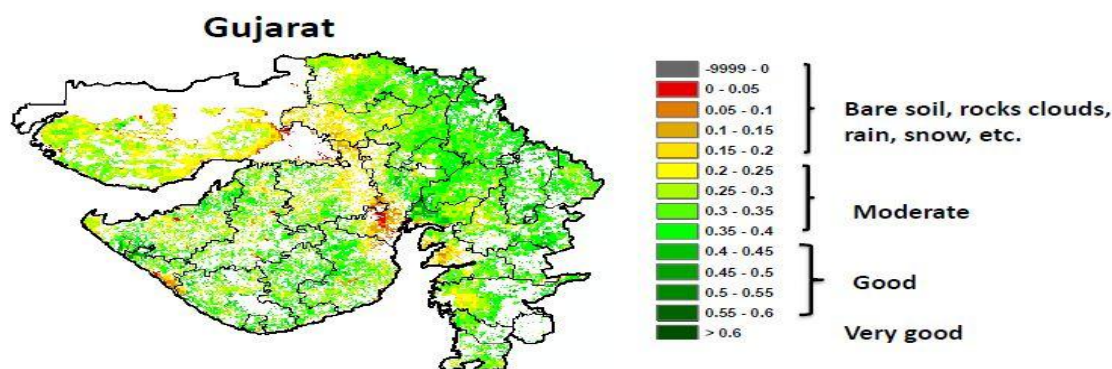 Gujarat
-9999 - 0
0 - 0.05
0.05 - 0.1
0.1 - 0.15
0.15 - 0.2
Bare soil, rocks clouds,
rain, snow, etc.
0.2 - 0.25
0.25 - 0.3
0.3 - 0.35
0.35 - 0.4
Moderate
0.4 - 0.45
0.45 - 0.5
0.5 - 0.55
0.55 - 0.6
Good
> 0.6
Very good